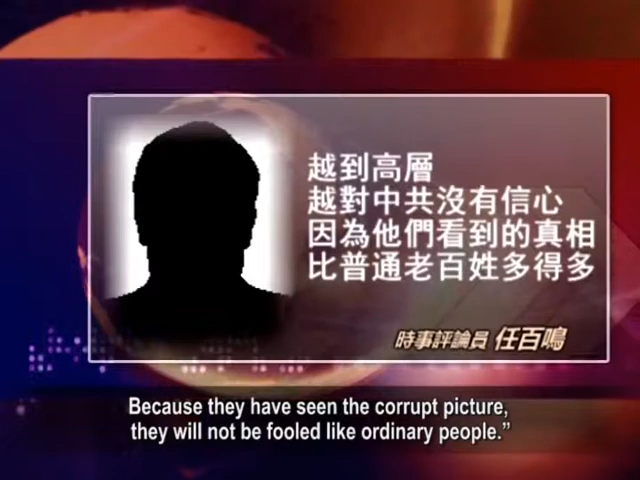 越到高層
越對中共沒有信心
因為他們看到的真相
比普通老百姓多得多
時事評論員 任百鳴
Because they have seen the corrupt picture,
they will not be fooled like ordinary people.”